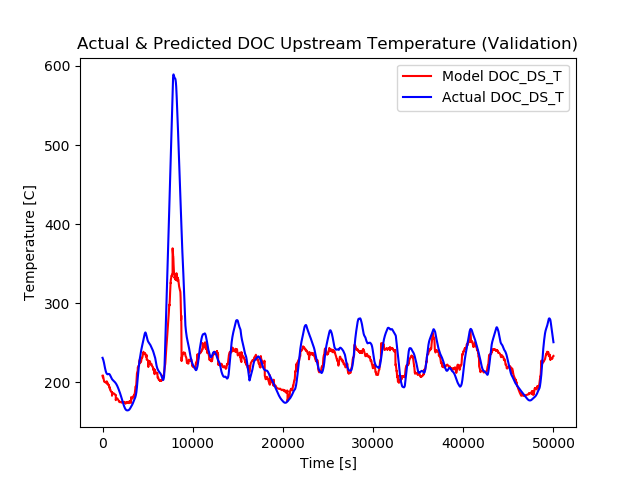 Actual & Predicted DOC Upstream Temperature (Validation)
Model DOC_DS_T
Actual DOC_DS_T
600
500
400
300
200
Temperature [C]
0 10000 20000 30000 40000 50000
Time [s]